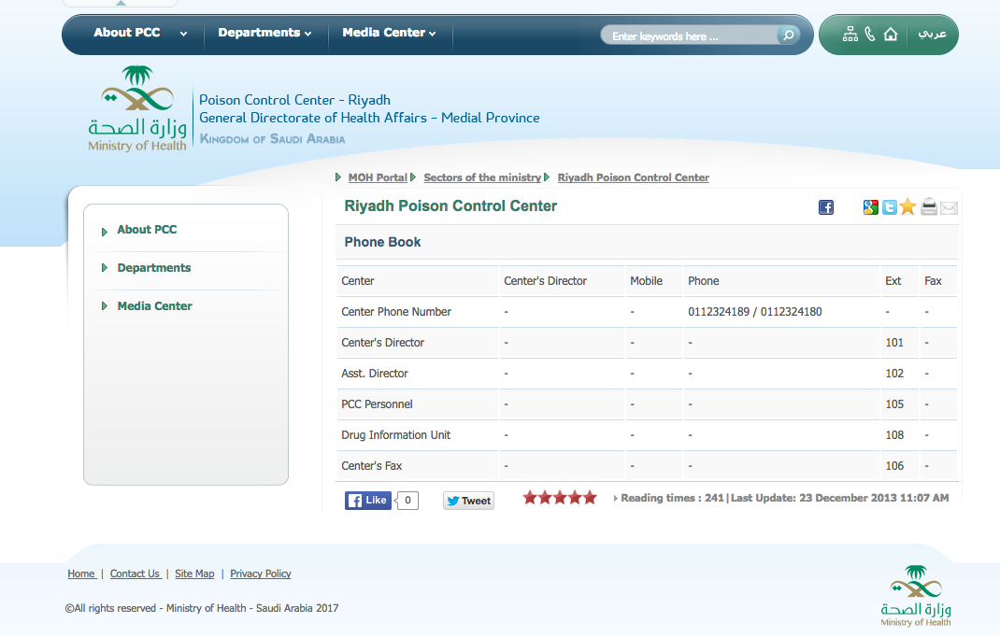 About PCC Departments Media Center Enter keywords here ... عربي
وزارة الصحة
Ministry of Health
Poison Control Center - Riyadh
General Directorate of Health Affairs - Medial Province
KINGDOM OF SAUDI ARABIA
MOH Portal Sectors of the ministry Riyadh Poison Control Center
About PCC
Departments
Media Center
Riyadh Poison Control Center
Phone Book
Center Center's Director Mobile Phone Ext Fax
Center Phone Number - - 0112324189 / 0112324180 - -
Center's Director - - - 101 -
Asst. Director - - - 102 -
PCC Personnel - - - 105 -
Drug Information Unit - - - 108 -
Center's Fax - - - 106 -
Like 0 Tweet Reading times : 241|Last Update: 23 December 2013 11:07 AM
Home | Contact Us | Site Map | Privacy Policy
©All rights reserved - Ministry of Health - Saudi Arabia 2017
وزارة الصحة
Ministry of Health